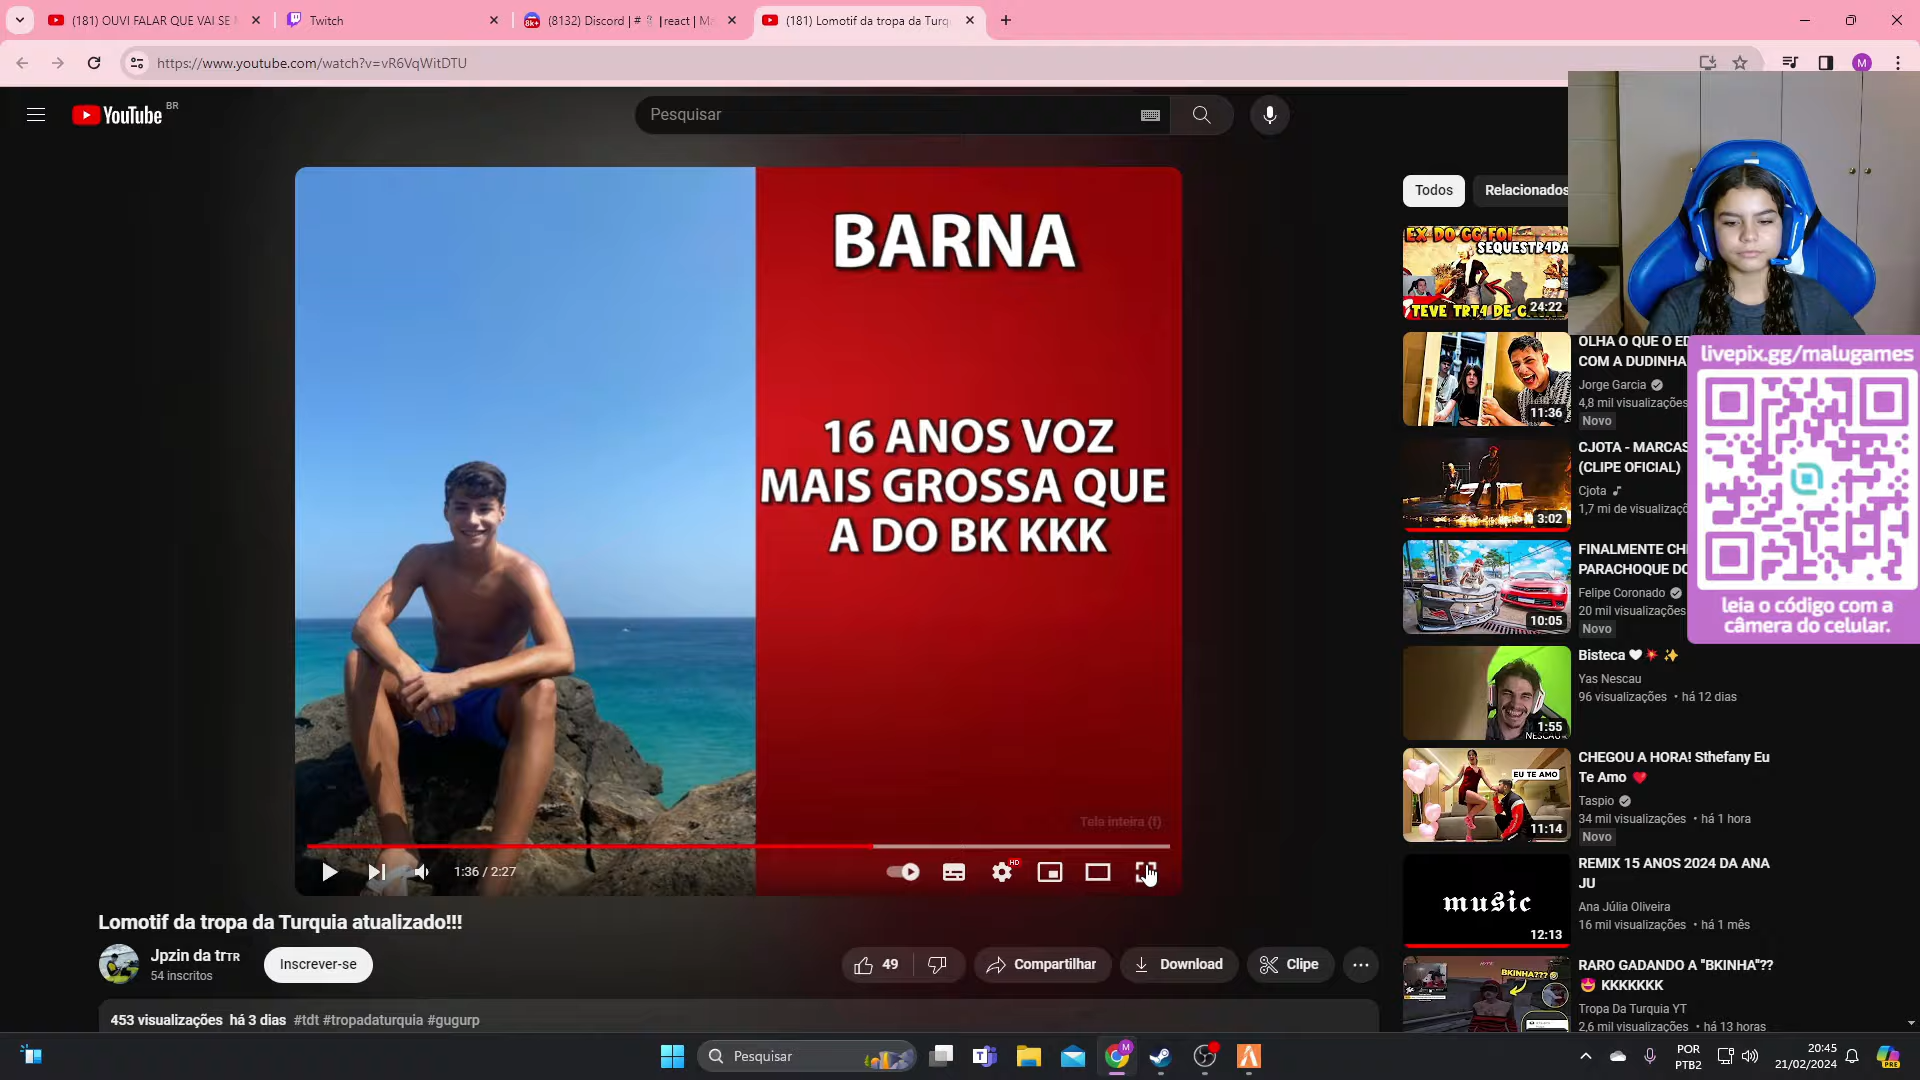 (181) OUVI FALAR QUE VAI SE
Twitch
(8132) Discord | #
|react | M
(181) Lomotif da tropa da Turq
https://www.youtube.com/watch?v=vR6VqWitDTU
M
YouTube BR
Pesquisar
BARNA
16 ANOS VOZ
MAIS GROSSA QUE
A DO BK KKK
Tela inteira (f)
1:36 / 2:27
HD
Lomotif da tropa da Turquia atualizado!!!
Jpzin da trTR
54 inscritos
Inscrever-se
49
Compartilhar
Download
Clipe
453 visualizações há 3 dias #tdt #tropadaturquia #gugurp
Todos
Relacionados
EX DO GG FOI
SEQUESTR4DA
TEVE TRT4 DE
24:22
OLHA O QUE O ED
COM A DUDINHA
Jorge Garcia
4,8 mil visualizações
Novo
11:36
CJOTA - MARCAS
(CLIPE OFICIAL)
Cjota
1,7 mi de visualizaçõ
3:02
FINALMENTE CH
PARACHOQUE DO
Felipe Coronado
20 mil visualizações
Novo
10:05
Bisteca
Yas Nescau
96 visualizações • há 12 dias
1:55
NESCAU
CHEGOU A HORA! Sthefany Eu
Te Amo
Taspio
34 mil visualizações • há 1 hora
Novo
EU TE AMO
11:14
REMIX 15 ANOS 2024 DA ANA
JU
Ana Júlia Oliveira
16 mil visualizações • há 1 mês
music
12:13
RARO GADANDO A "BKINHA"??
KKKKKKK
Tropa Da Turquia YT
2,6 mil visualizações • há 13 horas
BKINHA???
livepix.gg/malugames
leia o código com a
câmera do celular.
Pesquisar
M
POR
PTB2
20:45
21/02/2024
PRE